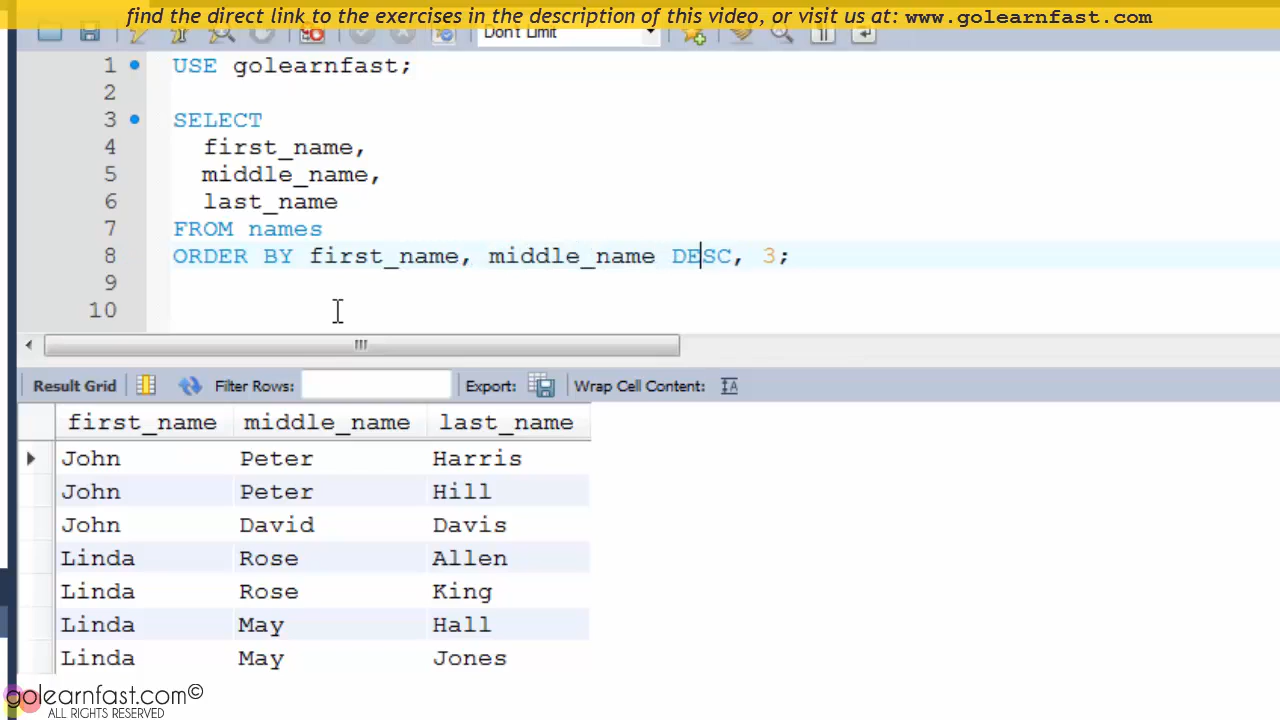 find the direct link to the exercises in the description of this video, or visit us at: www.golearnfast.com
Don't Limit
1 USE golearnfast;
2
3 SELECT
4 first_name,
5 middle_name,
6 last_name
7 FROM names
8 ORDER BY first_name, middle_name DESC, 3;
9
10
Result Grid Filter Rows: Export: Wrap Cell Content:
first_name middle_name last_name
John Peter Harris
John Peter Hill
John David Davis
Linda Rose Allen
Linda Rose King
Linda May Hall
Linda May Jones
golearnfast.com©
ALL RIGHTS RESERVED